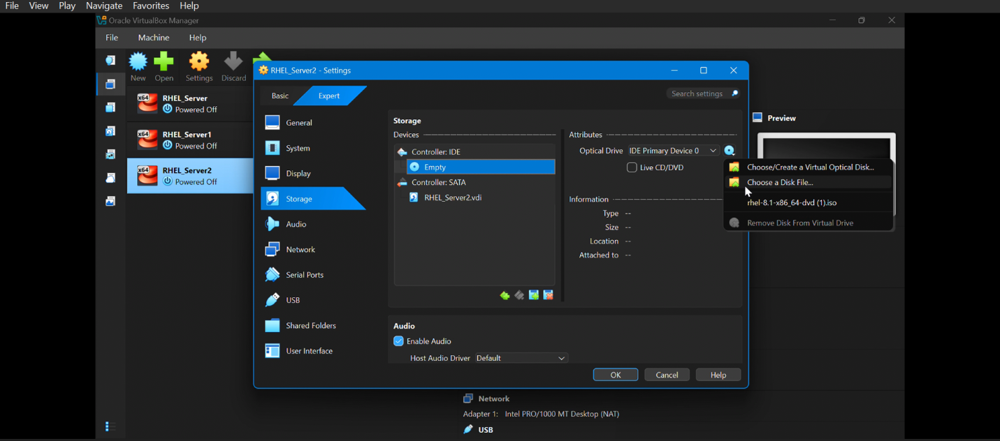 File View Play Navigate Favorites Help
Oracle VirtualBox Manager
File Machine Help
New Open Settings Discard
x64 RHEL_Server
Powered Off
x64 RHEL_Server1
Powered Off
x64 RHEL_Server2
Powered Off
RHEL_Server2 - Settings
Basic Expert
Search settings
General
System
Display
Storage
Audio
Network
Serial Ports
USB
Shared Folders
User Interface
Storage
Devices
Controller: IDE
Empty
Controller: SATA
RHEL_Server2.vdi
Attributes
Optical Drive IDE Primary Device 0
Live CD/DVD
Information
Type --
Size --
Location --
Attached to --
Audio
Enable Audio
Host Audio Driver Default
OK Cancel Help
Preview
Choose/Create a Virtual Optical Disk...
Choose a Disk File...
rhel-8.1-x86_64-dvd (1).iso
Remove Disk From Virtual Drive
Network
Adapter 1: Intel PRO/1000 MT Desktop (NAT)
USB